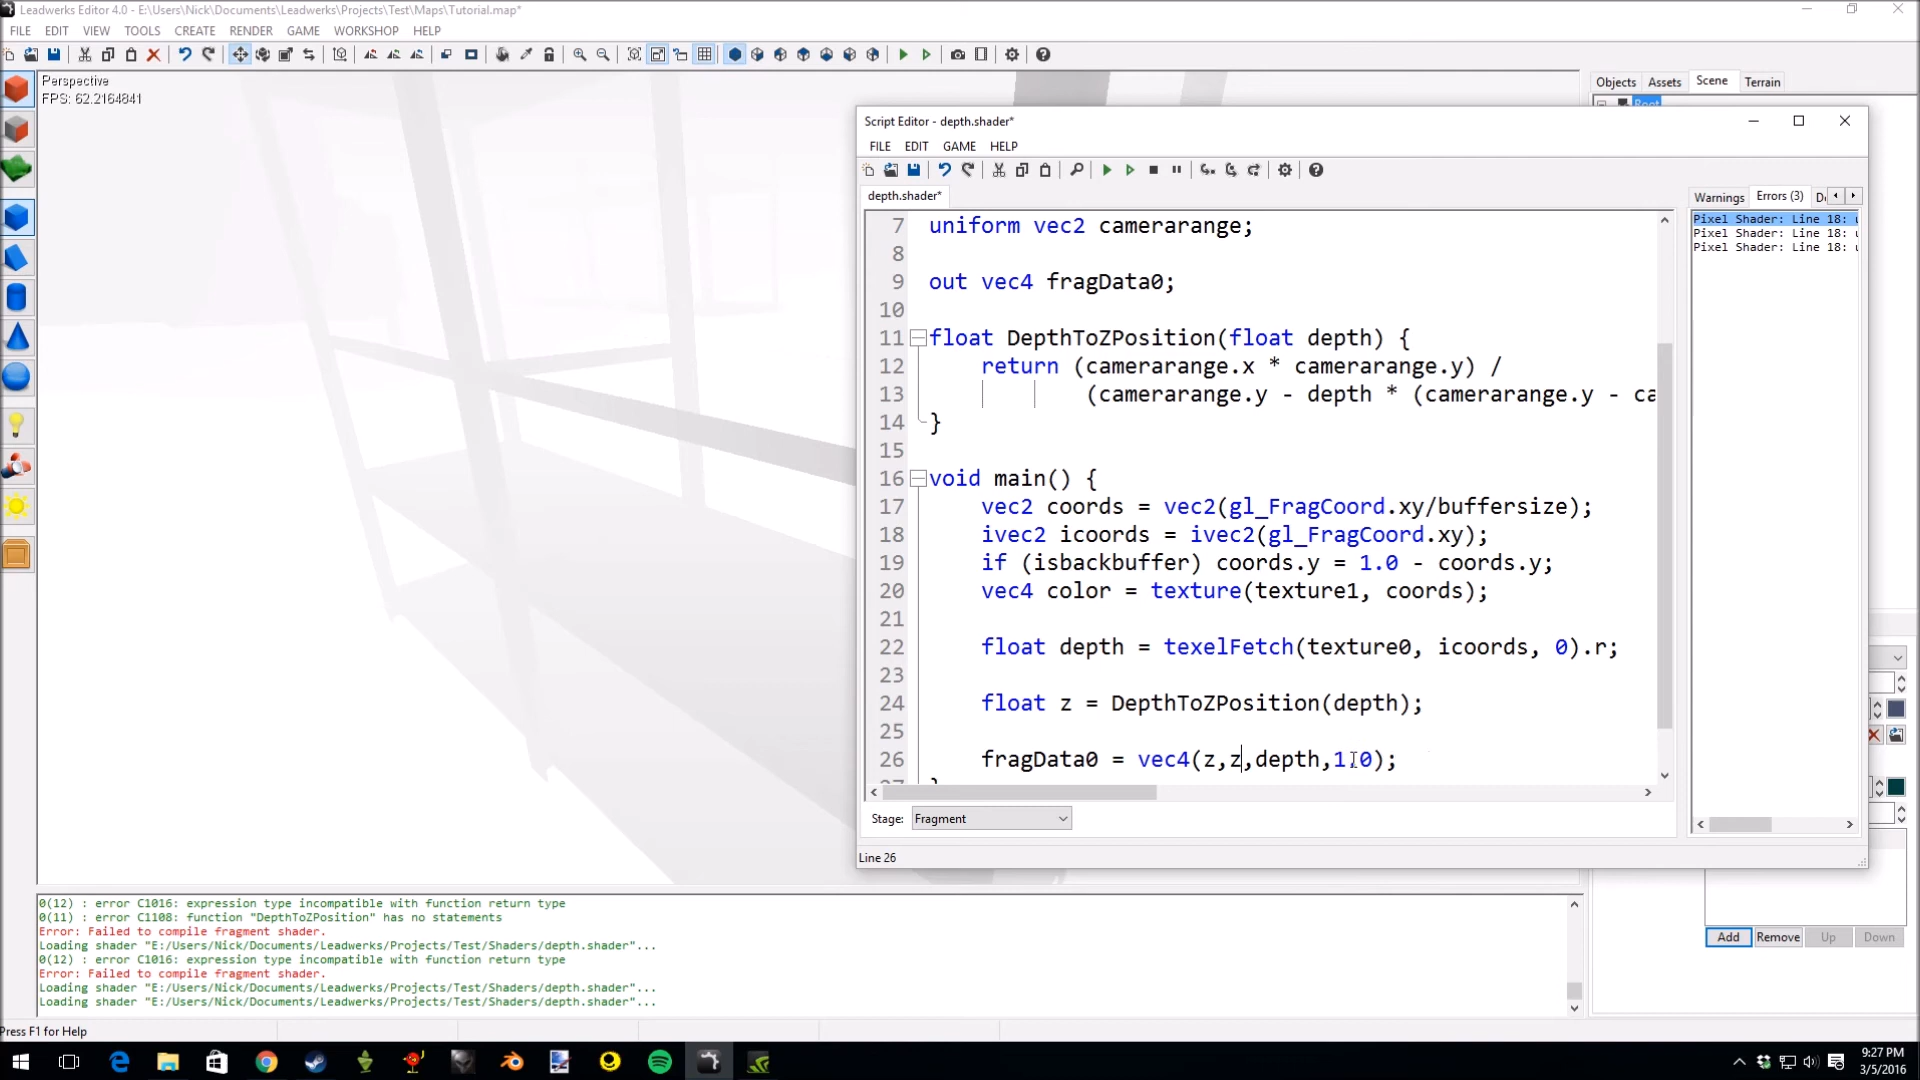 Leadwerks Editor 4.0 - E:\Users\Nick\Documents\Leadwerks\Projects\Test\Maps\Tutorial.map*
FILE EDIT VIEW TOOLS CREATE RENDER GAME WORKSHOP HELP
Perspective
FPS: 62.2164841
Objects Assets Scene Terrain
Root
Script Editor - depth.shader*
FILE EDIT GAME HELP
depth.shader*
7 uniform vec2 camerarange;
8
9 out vec4 fragData0;
10
11 float DepthToZPosition(float depth) {
12 return (camerarange.x * camerarange.y) /
13 (camerarange.y - depth * (camerarange.y - ca
14 }
15
16 void main() {
17 vec2 coords = vec2(gl_FragCoord.xy/buffersize);
18 ivec2 icoords = ivec2(gl_FragCoord.xy);
19 if (isbackbuffer) coords.y = 1.0 - coords.y;
20 vec4 color = texture(texture1, coords);
21
22 float depth = texelFetch(texture0, icoords, 0).r;
23
24 float z = DepthToZPosition(depth);
25
26 fragData0 = vec4(z,z,depth,1.0);
Warnings Errors (3)
Pixel Shader: Line 18: u
Pixel Shader: Line 18: u
Pixel Shader: Line 18: u
Stage: Fragment
Line 26
Add Remove Up Down
0(12) : error C1016: expression type incompatible with function return type
0(11) : error C1108: function "DepthToZPosition" has no statements
Error: Failed to compile fragment shader.
Loading shader "E:/Users/Nick/Documents/Leadwerks/Projects/Test/Shaders/depth.shader"...
0(12) : error C1016: expression type incompatible with function return type
Error: Failed to compile fragment shader.
Loading shader "E:/Users/Nick/Documents/Leadwerks/Projects/Test/Shaders/depth.shader"...
Loading shader "E:/Users/Nick/Documents/Leadwerks/Projects/Test/Shaders/depth.shader"...
Press F1 for Help
9:27 PM
3/5/2016